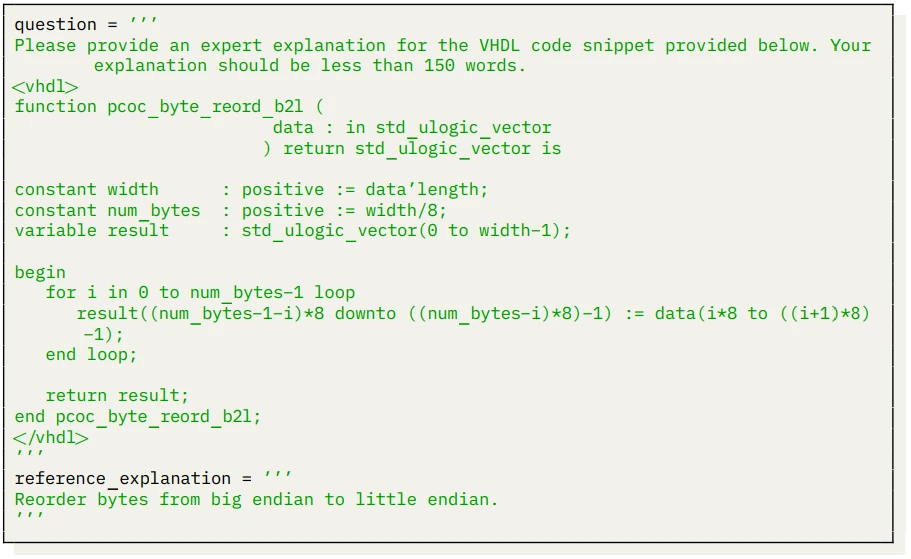 question = '''
Please provide an expert explanation for the VHDL code snippet provided below. Your
explanation should be less than 150 words.
<vhdl>
function pcoc_byte_reord_b2l (
data : in std_ulogic_vector
) return std_ulogic_vector is
constant width : positive := data'length;
constant num_bytes : positive := width/8;
variable result : std_ulogic_vector(0 to width-1);
begin
for i in 0 to num_bytes-1 loop
result((num_bytes-1-i)*8 downto ((num_bytes-i)*8)-1) := data(i*8 to ((i+1)*8)
-1);
end loop;
return result;
end pcoc_byte_reord_b2l;
</vhdl>
'''
reference_explanation = '''
Reorder bytes from big endian to little endian.
'''